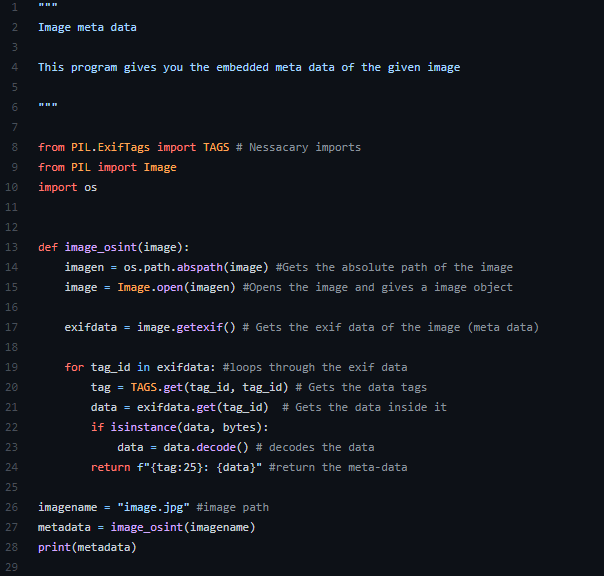 1 """
2 Image meta data
3
4 This program gives you the embedded meta data of the given image
5
6 """
7
8 from PIL.ExifTags import TAGS # Nessacary imports
9 from PIL import Image
10 import os
11
12
13 def image_osint(image):
14     imagen = os.path.abspath(image) #Gets the absolute path of the image
15     image = Image.open(imagen) #Opens the image and gives a image object
16
17     exifdata = image.getexif() # Gets the exif data of the image (meta data)
18
19     for tag_id in exifdata: #loops through the exif data
20         tag = TAGS.get(tag_id, tag_id) # Gets the data tags
21         data = exifdata.get(tag_id)  # Gets the data inside it
22         if isinstance(data, bytes):
23             data = data.decode() # decodes the data
24         return f"{tag:25}: {data}" #return the meta-data
25
26 imagename = "image.jpg" #image path
27 metadata = image_osint(imagename)
28 print(metadata)
29